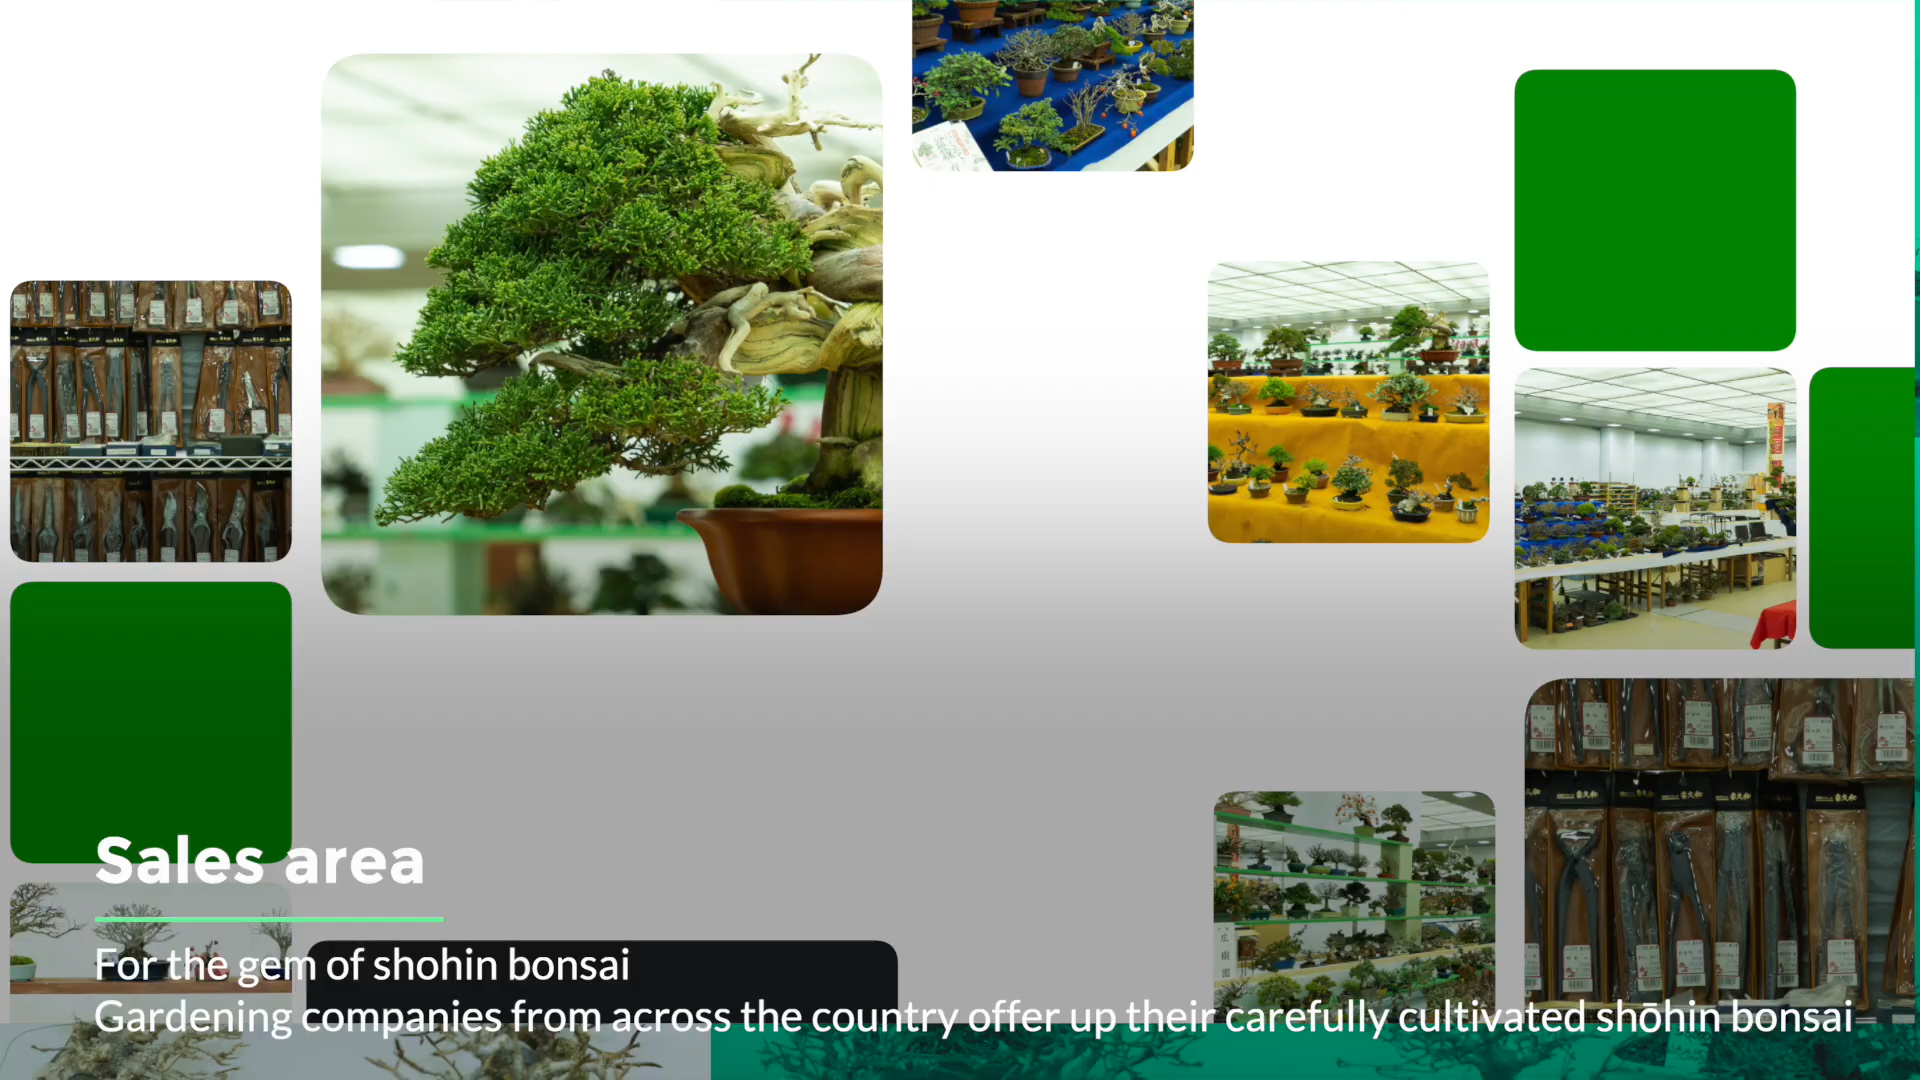 Sales area
For the gem of shohin bonsai
Gardening companies from across the country offer up their carefully cultivated shōhin bonsai